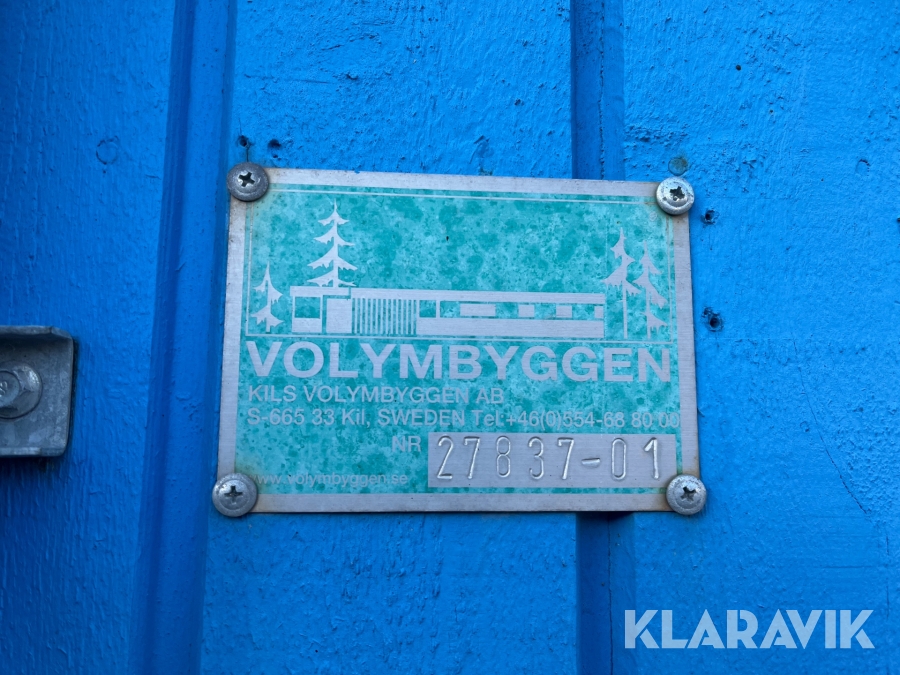 VOLYMBYGGEN
KILS VOLYMBYGGEN AB
S-665 33 Kil, SWEDEN Tel.+46(0)554-68 80 00
NR 27837-01
www.volymbyggen.se
KLARAVIK